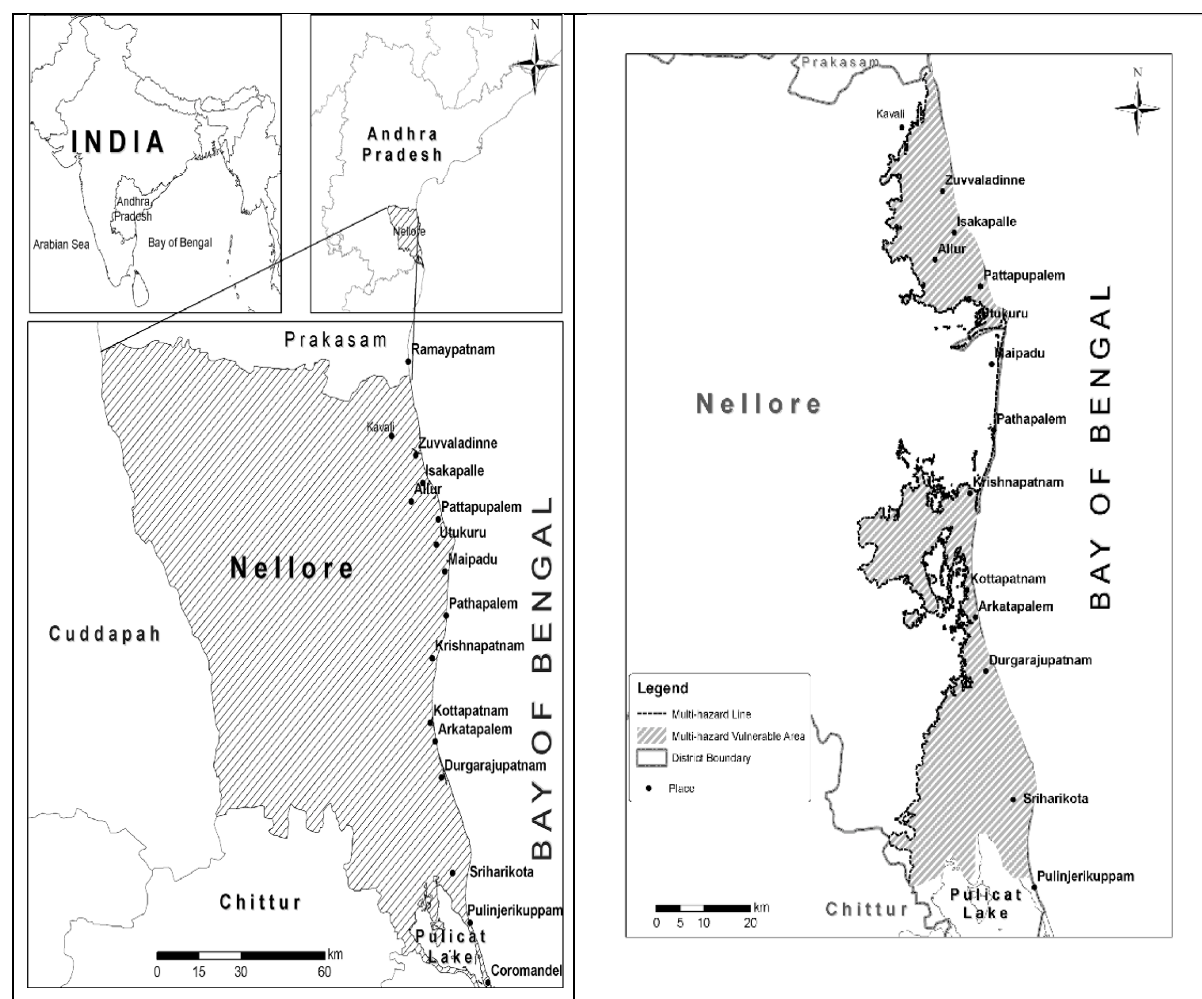 INDIA
Andhra
Pradesh
Arabian Sea
Bay of Bengal
N
Andhra
Pradesh
Nellore
Prakasam
Ramaypatnam
Kavali
Zuvvaladinne
Isakapalle
Allur
Pattapupalem
Utukuru
Nellore
Maipadu
Pathapalem
Cuddapah
Krishnapatnam
Kottapatnam
Arkatapalem
Durgarajupatnam
BAY OF BENGAL
Sriharikota
Chittur
Pulinjerikuppam
Pulicat
Lake
Coromandel
km
0 15 30 60
Prakasam
N
Kavali
Zuvvaladinne
Isakapalle
Allur
Pattapupalem
Utukuru
Maipadu
Nellore
Pathapalem
Krishnapatnam
BAY OF BENGAL
Kottapatnam
Arkatapalem
Durgarajupatnam
Legend
Multi-hazard Line
Multi-hazard Vulnerable Area
District Boundary
Place
Sriharikota
Pulinjerikuppam
Pulicat
Lake
Chittur
km
0 5 10 20